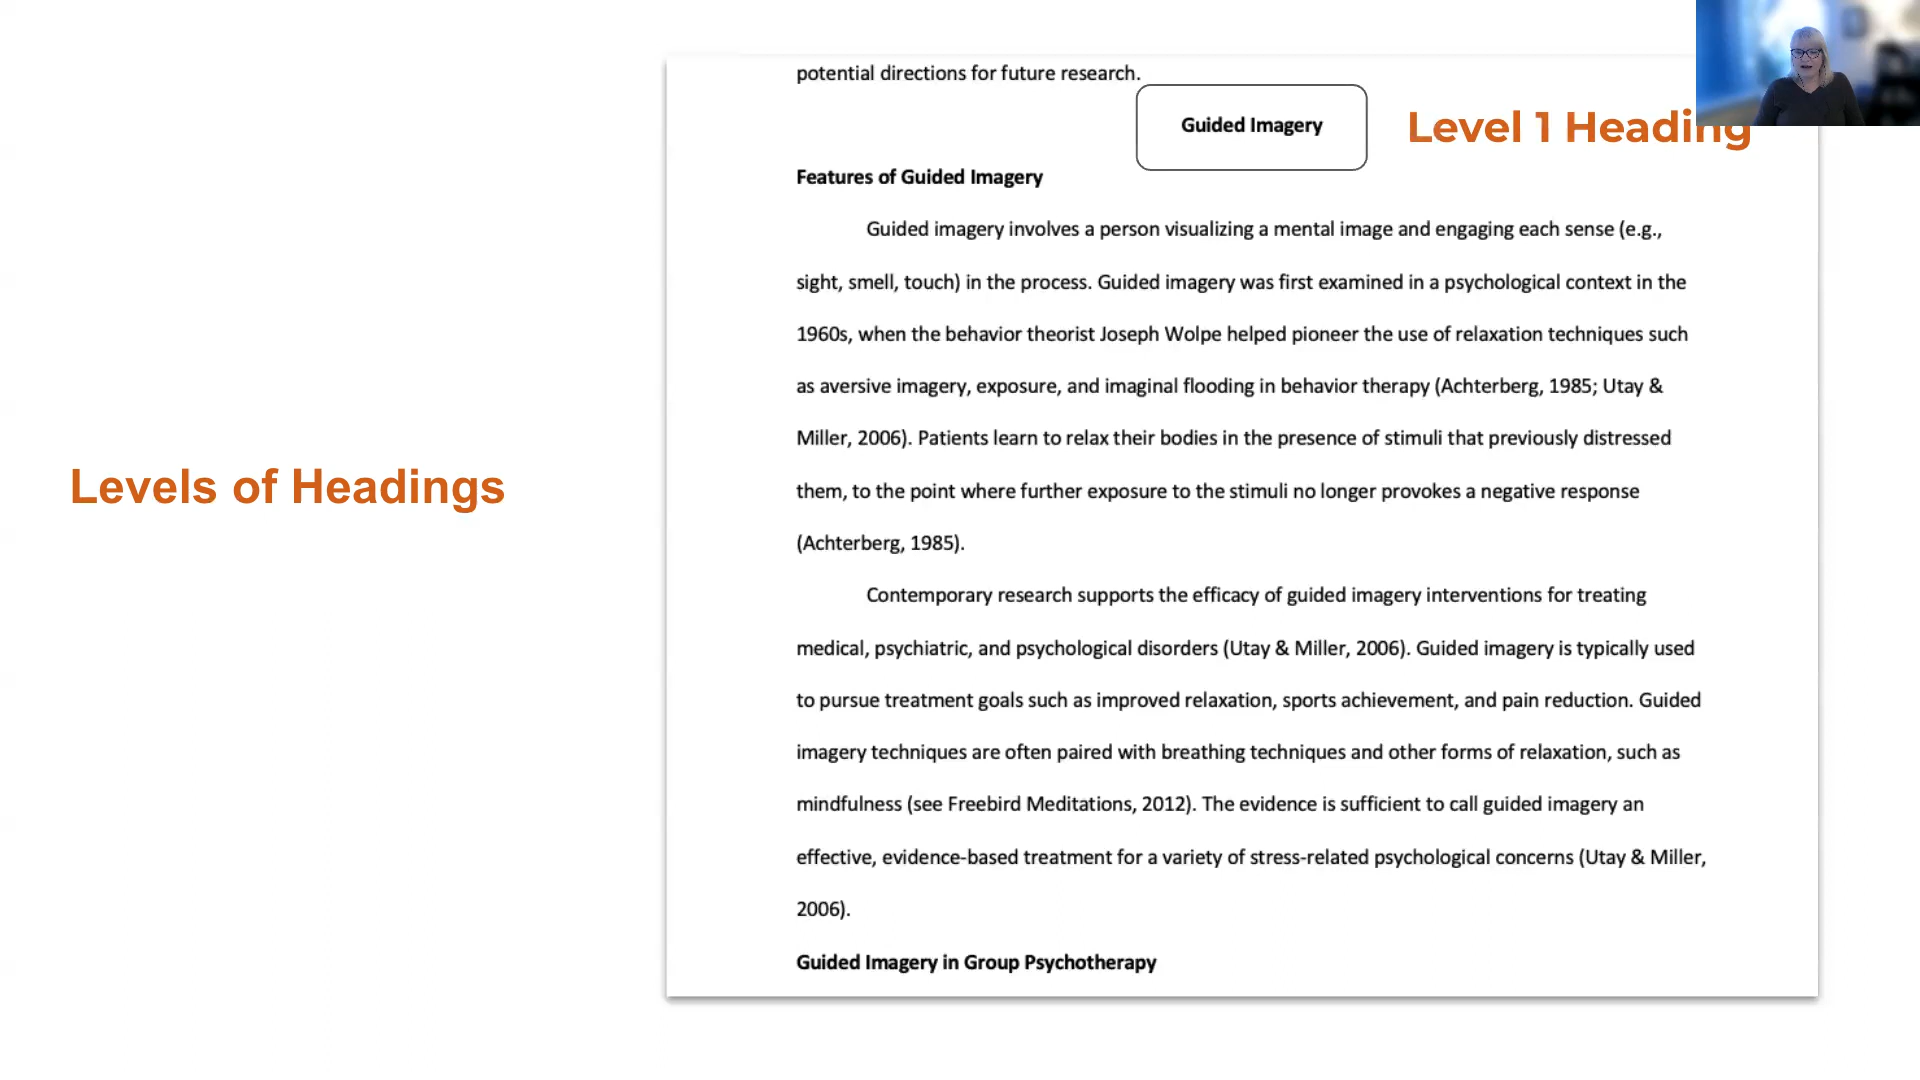 Levels of Headings
potential directions for future research.
Guided Imagery
Level 1 Heading
Features of Guided Imagery
Guided imagery involves a person visualizing a mental image and engaging each sense (e.g.,
sight, smell, touch) in the process. Guided imagery was first examined in a psychological context in the
1960s, when the behavior theorist Joseph Wolpe helped pioneer the use of relaxation techniques such
as aversive imagery, exposure, and imaginal flooding in behavior therapy (Achterberg, 1985; Utay &
Miller, 2006). Patients learn to relax their bodies in the presence of stimuli that previously distressed
them, to the point where further exposure to the stimuli no longer provokes a negative response
(Achterberg, 1985).
Contemporary research supports the efficacy of guided imagery interventions for treating
medical, psychiatric, and psychological disorders (Utay & Miller, 2006). Guided imagery is typically used
to pursue treatment goals such as improved relaxation, sports achievement, and pain reduction. Guided
imagery techniques are often paired with breathing techniques and other forms of relaxation, such as
mindfulness (see Freebird Meditations, 2012). The evidence is sufficient to call guided imagery an
effective, evidence-based treatment for a variety of stress-related psychological concerns (Utay & Miller,
2006).
Guided Imagery in Group Psychotherapy